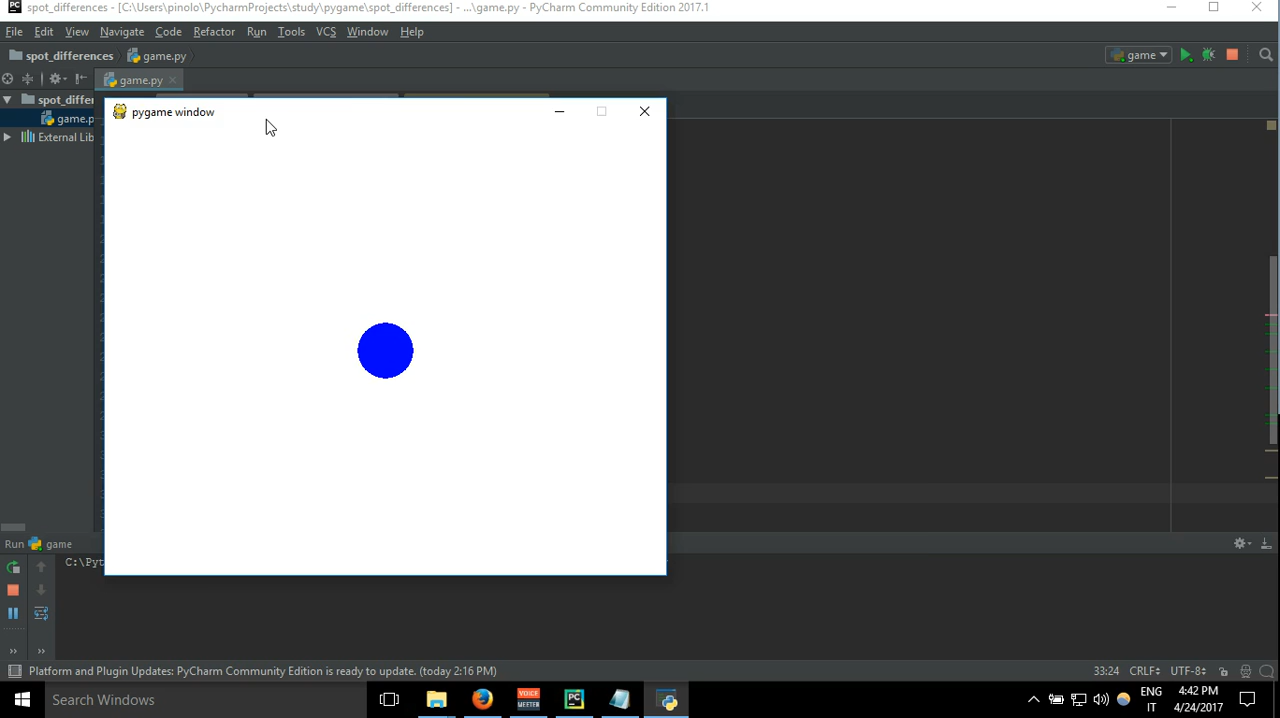 spot_differences - [C:\Users\pinolo\PycharmProjects\study\pygame\spot_differences] - ...\game.py - PyCharm Community Edition 2017.1
File Edit View Navigate Code Refactor Run Tools VCS Window Help
spot_differences game.py game
game.py
spot_differ
game.p
External Lib
pygame window
Run game
C:\Pyt
Platform and Plugin Updates: PyCharm Community Edition is ready to update. (today 2:16 PM) 33:24 CRLF UTF-8
Search Windows
VOICE
MEETER
PC
ENG
IT
4:42 PM
4/24/2017